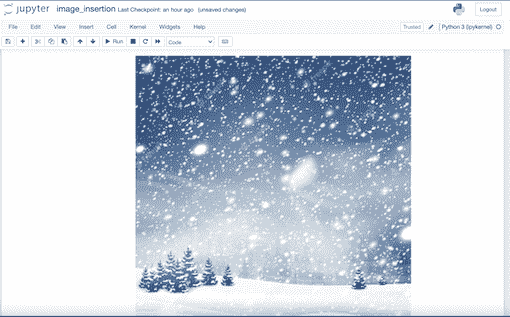 jupyter image_insertion Last Checkpoint: an hour ago (unsaved changes) Logout
File Edit View Insert Cell Kernel Widgets Help Trusted Python 3 (ipykernel)
Run Code